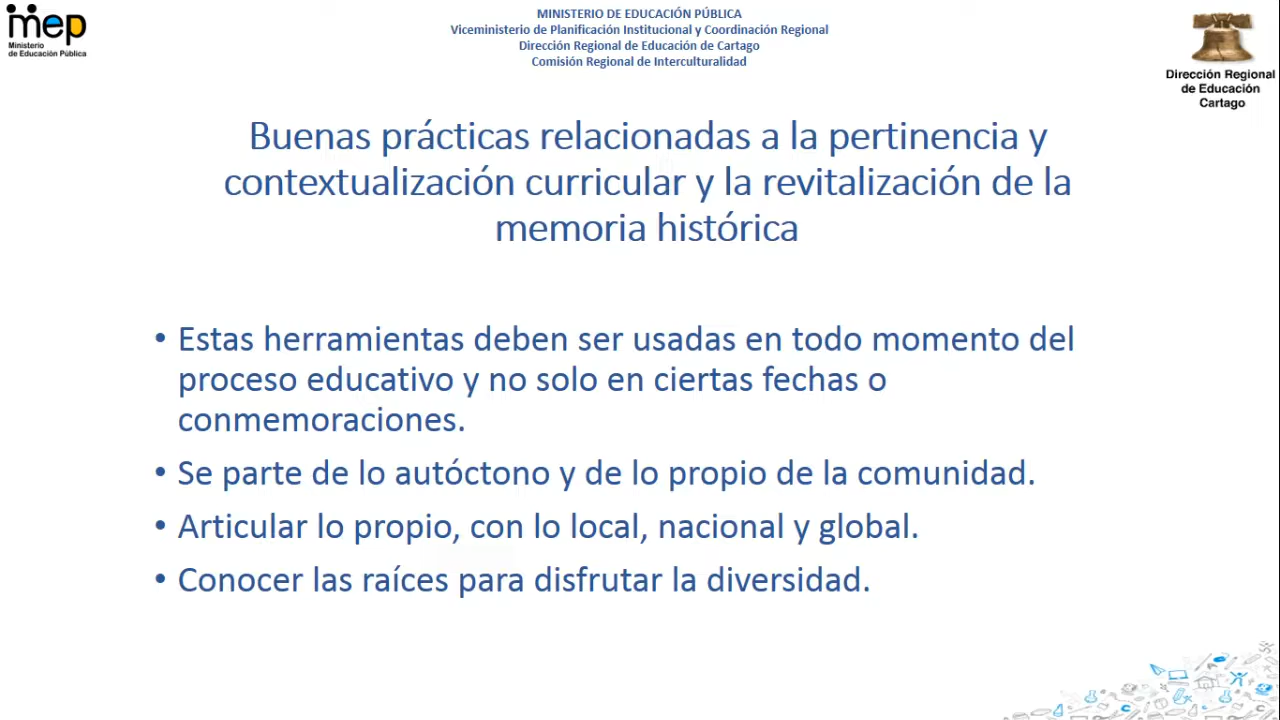 mep
Ministerio
de Educación Pública
MINISTERIO DE EDUCACIÓN PÚBLICA
Viceministerio de Planificación Institucional y Coordinación Regional
Dirección Regional de Educación de Cartago
Comisión Regional de Interculturalidad
Dirección Regional
de Educación
Cartago
Buenas prácticas relacionadas a la pertinencia y
contextualización curricular y la revitalización de la
memoria histórica
• Estas herramientas deben ser usadas en todo momento del
proceso educativo y no solo en ciertas fechas o
conmemoraciones.
• Se parte de lo autóctono y de lo propio de la comunidad.
• Articular lo propio, con lo local, nacional y global.
• Conocer las raíces para disfrutar la diversidad.